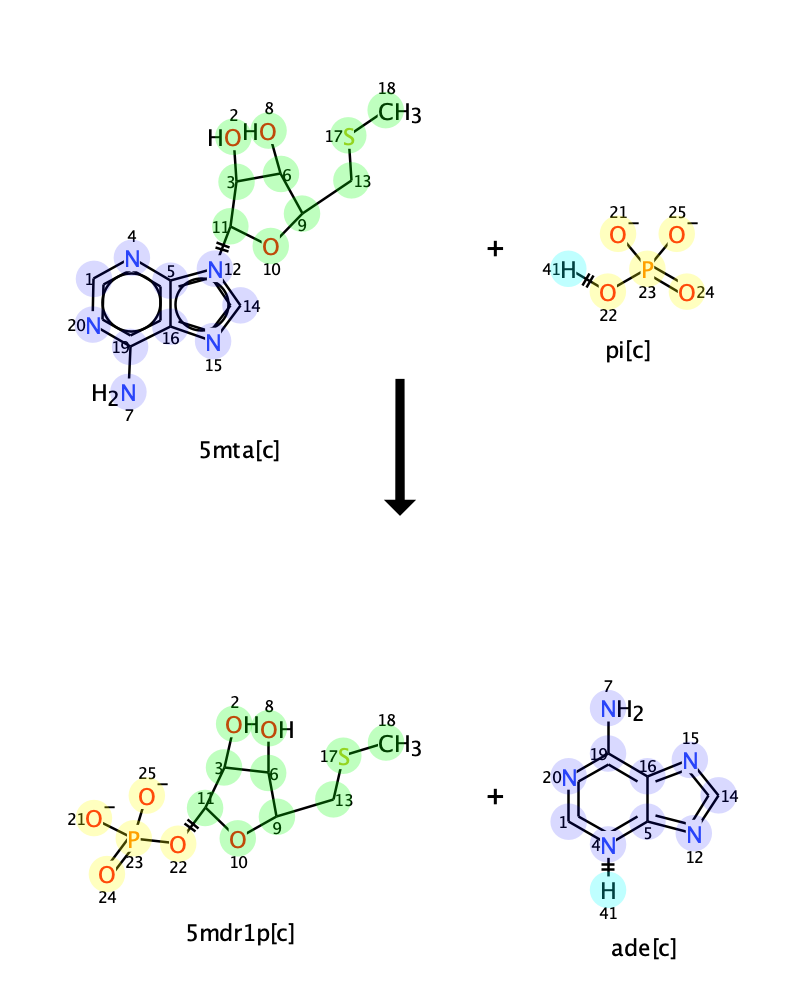 18
CH3
2
8
HO
HO
17
S
3
6
13
11
9
O
10
4
N
5
N
12
1
14
20
N
16
N
15
19
H2N
7
5mta[c]
+
21
O−
25
O−
41
H
P
23
O
22
O
24
pi[c]
2
OH
8
OH
18
CH3
17
S
3
6
13
11
9
O
10
25
O−
21
O−
P
23
O
22
O
24
5mdr1p[c]
+
7
NH2
19
15
N
20
N
16
14
1
5
4
N
N
12
H
41
ade[c]